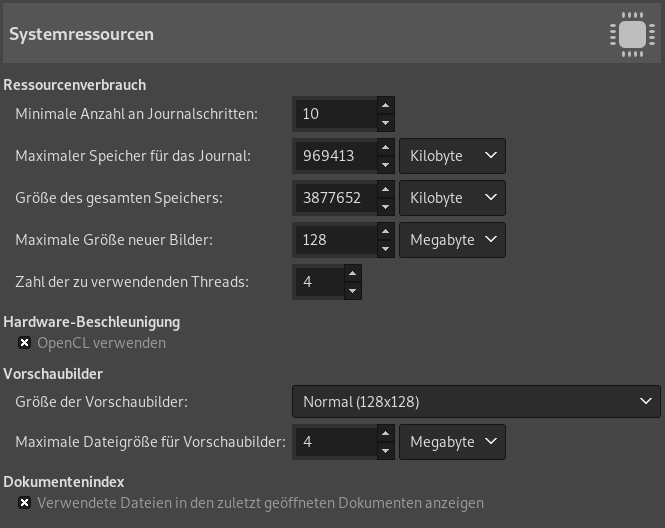 Systemressourcen
Ressourcenverbrauch
Minimale Anzahl an Journalschritten: 10
Maximaler Speicher für das Journal: 969413 Kilobyte
Größe des gesamten Speichers: 3877652 Kilobyte
Maximale Größe neuer Bilder: 128 Megabyte
Zahl der zu verwendenden Threads: 4
Hardware-Beschleunigung
OpenCL verwenden
Vorschaubilder
Größe der Vorschaubilder: Normal (128x128)
Maximale Dateigröße für Vorschaubilder: 4 Megabyte
Dokumentenindex
Verwendete Dateien in den zuletzt geöffneten Dokumenten anzeigen